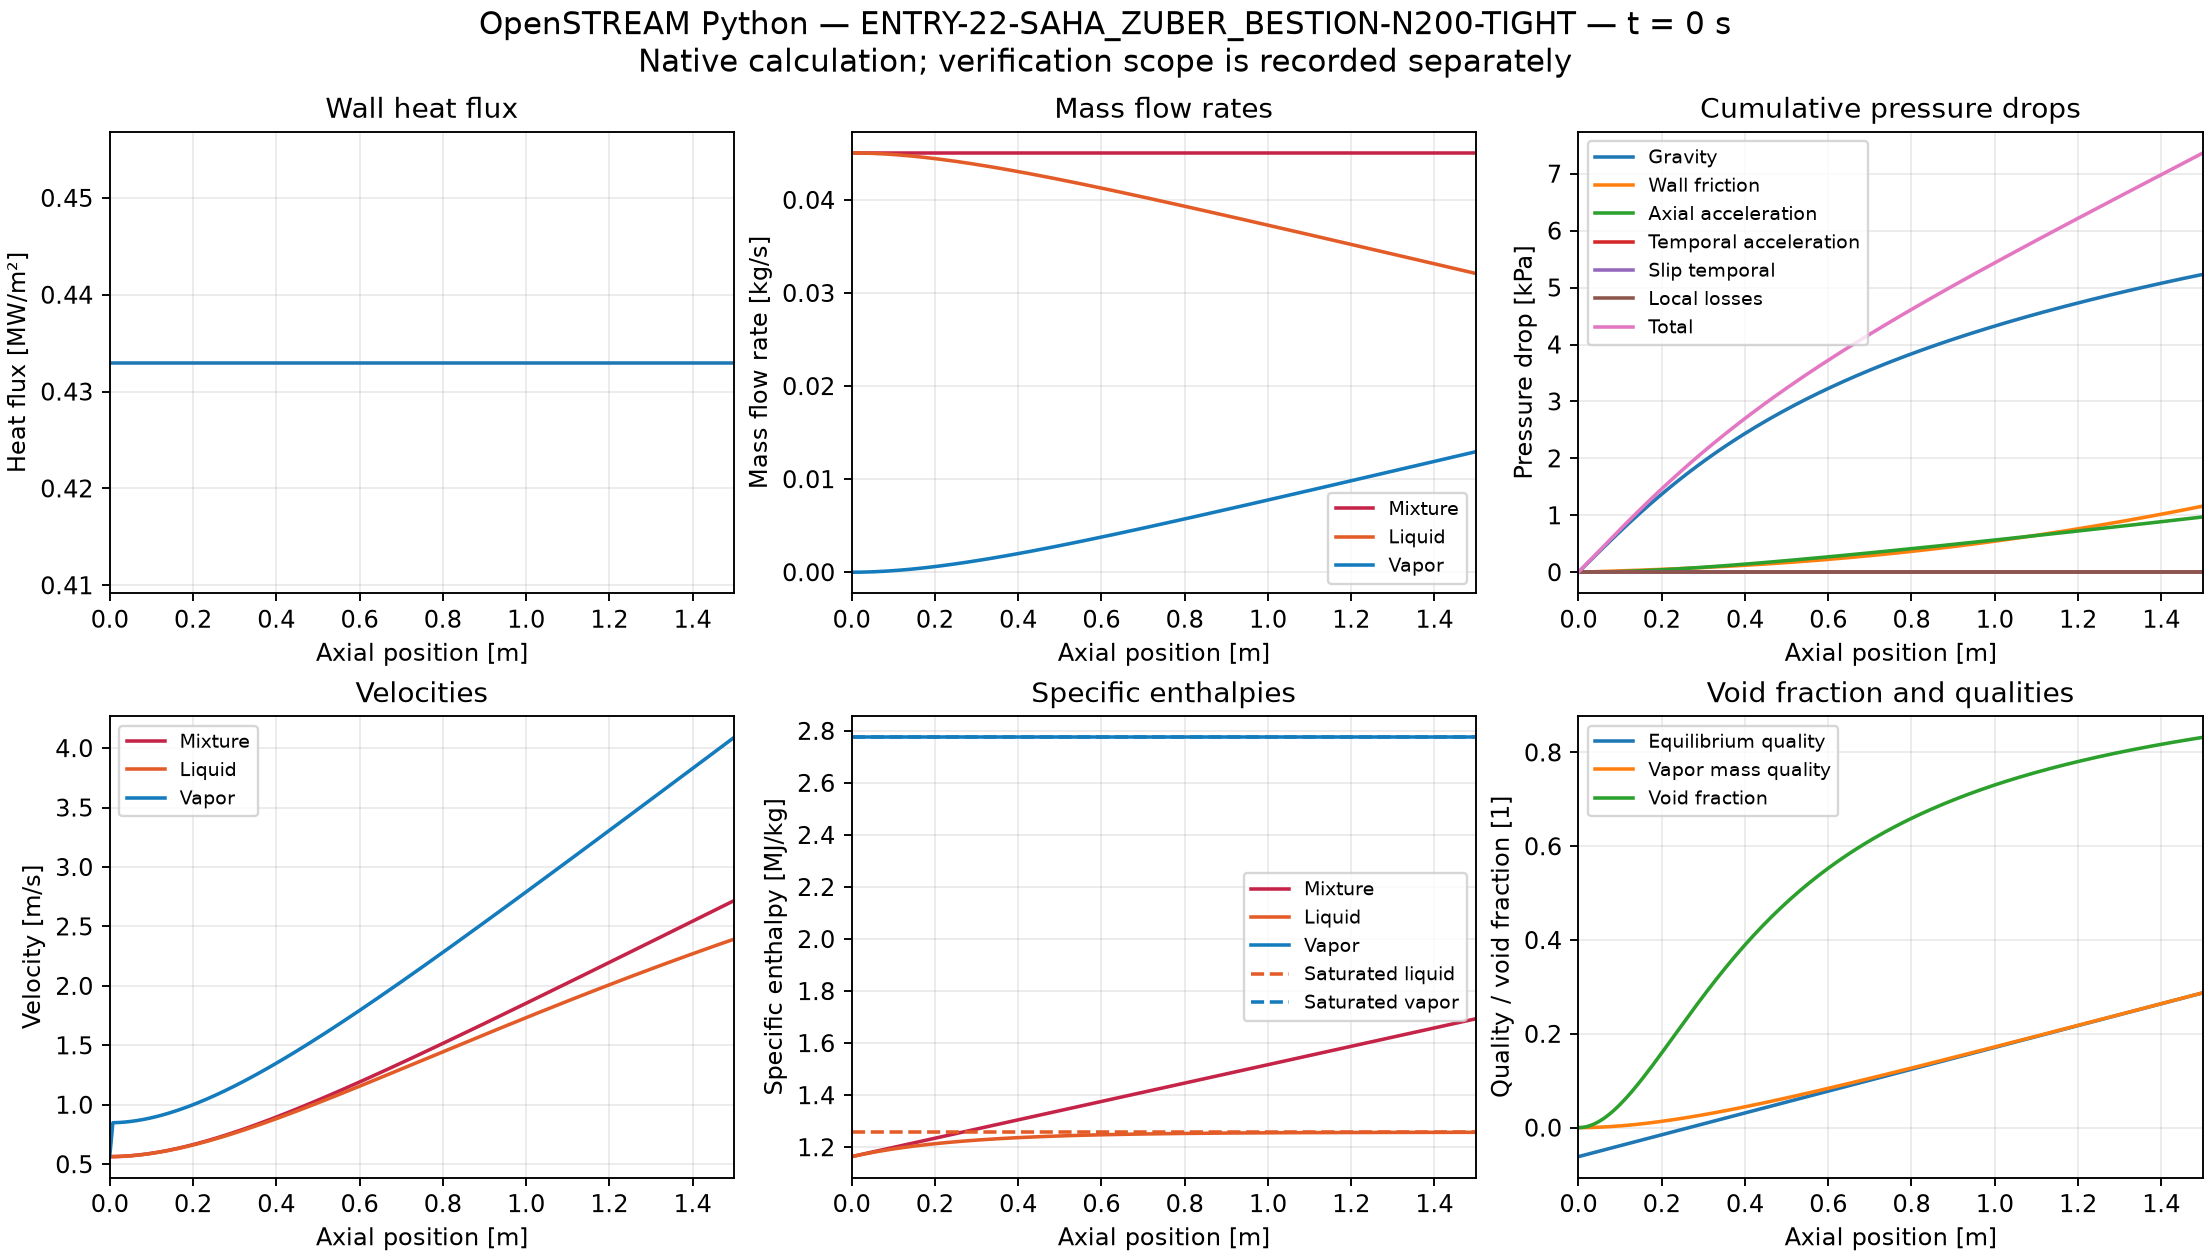 OpenSTREAM Python — ENTRY-22-SAHA_ZUBER_BESTION-N200-TIGHT — t = 0 s
Native calculation; verification scope is recorded separately
Wall heat flux
Heat flux [MW/m²]
0.45
0.44
0.43
0.42
0.41
0.0 0.2 0.4 0.6 0.8 1.0 1.2 1.4
Axial position [m]
Mass flow rates
Mass flow rate [kg/s]
0.04
0.03
0.02
0.01
0.00
Mixture
Liquid
Vapor
0.0 0.2 0.4 0.6 0.8 1.0 1.2 1.4
Axial position [m]
Cumulative pressure drops
Pressure drop [kPa]
7
6
5
4
3
2
1
0
Gravity
Wall friction
Axial acceleration
Temporal acceleration
Slip temporal
Local losses
Total
0.0 0.2 0.4 0.6 0.8 1.0 1.2 1.4
Axial position [m]
Velocities
Velocity [m/s]
4.0
3.5
3.0
2.5
2.0
1.5
1.0
0.5
Mixture
Liquid
Vapor
0.0 0.2 0.4 0.6 0.8 1.0 1.2 1.4
Axial position [m]
Specific enthalpies
Specific enthalpy [MJ/kg]
2.8
2.6
2.4
2.2
2.0
1.8
1.6
1.4
1.2
Mixture
Liquid
Vapor
Saturated liquid
Saturated vapor
0.0 0.2 0.4 0.6 0.8 1.0 1.2 1.4
Axial position [m]
Void fraction and qualities
Quality / void fraction [1]
0.8
0.6
0.4
0.2
0.0
Equilibrium quality
Vapor mass quality
Void fraction
0.0 0.2 0.4 0.6 0.8 1.0 1.2 1.4
Axial position [m]